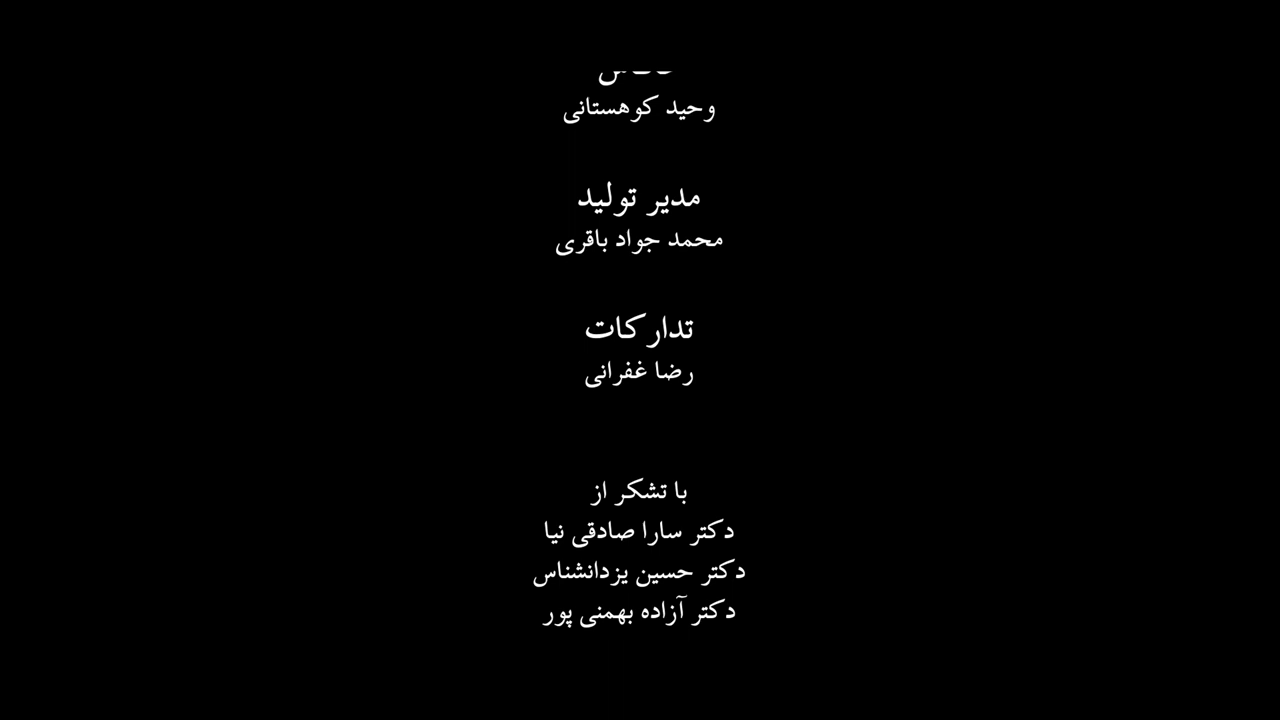 وحید کوهستانی
مدیر تولید
محمد جواد باقری
تدارکات
رضا غفرانی
با تشکر از
دکتر سارا صادقی نیا
دکتر حسین یزدانشناس
دکتر آزاده بهمنی پور